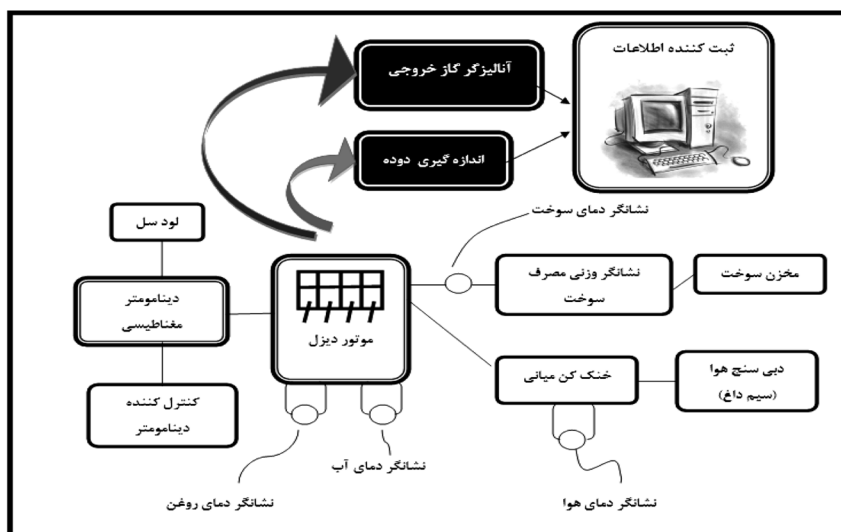 ثبت کننده اطلاعات
آنالیزگر گاز خروجی
اندازه گیری دوده
نشانگر دمای سوخت
لود سل
مخزن سوخت
نشانگر وزنی مصرف
سوخت
دینامومتر
مغناطیسی
موتور دیزل
دبی سنج هوا
(سیم داغ)
خنک کن میانی
کنترل کننده
دینامومتر
نشانگر دمای آب
نشانگر دمای هوا
نشانگر دمای روغن